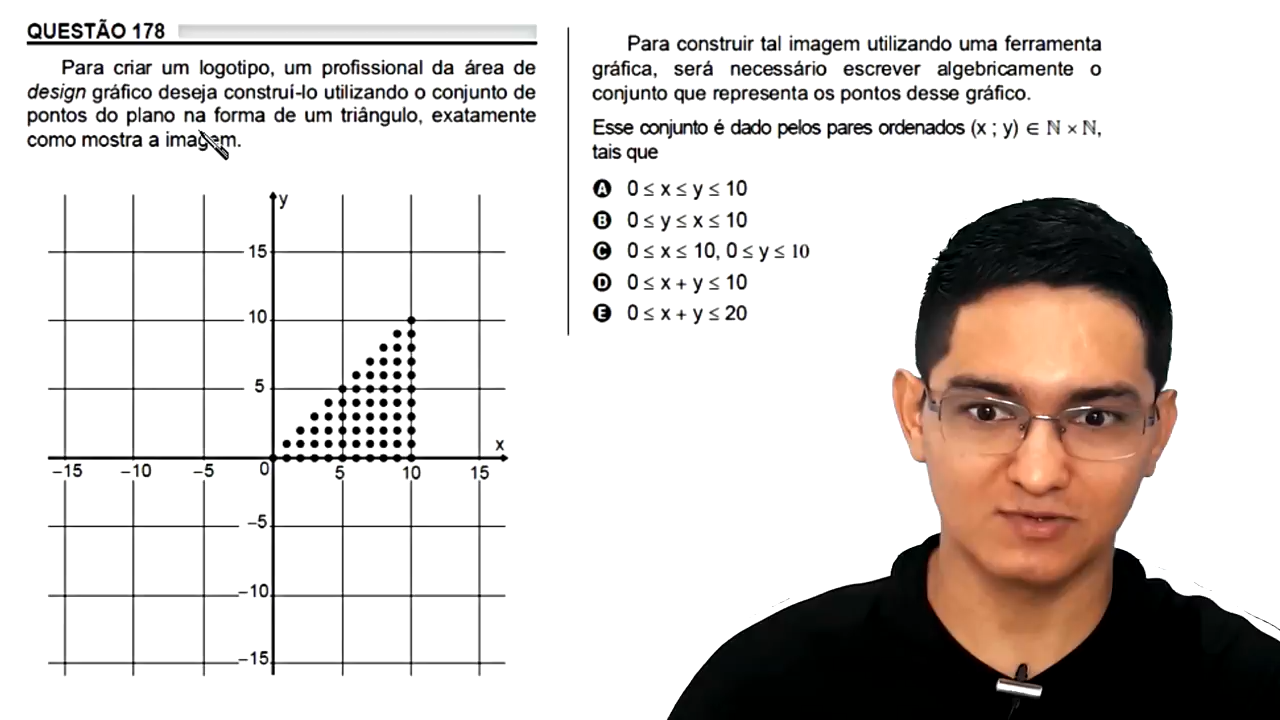 QUESTÃO 178
Para criar um logotipo, um profissional da área de
design gráfico deseja construí-lo utilizando o conjunto de
pontos do plano na forma de um triângulo, exatamente
como mostra a imagem.
y
15
10
5
x
−15 −10 −5 0 5 10 15
−5
−10
−15
Para construir tal imagem utilizando uma ferramenta
gráfica, será necessário escrever algebricamente o
conjunto que representa os pontos desse gráfico.
Esse conjunto é dado pelos pares ordenados (x ; y) ∈ ℕ × ℕ,
tais que
A 0 ≤ x ≤ y ≤ 10
B 0 ≤ y ≤ x ≤ 10
C 0 ≤ x ≤ 10, 0 ≤ y ≤ 10
D 0 ≤ x + y ≤ 10
E 0 ≤ x + y ≤ 20